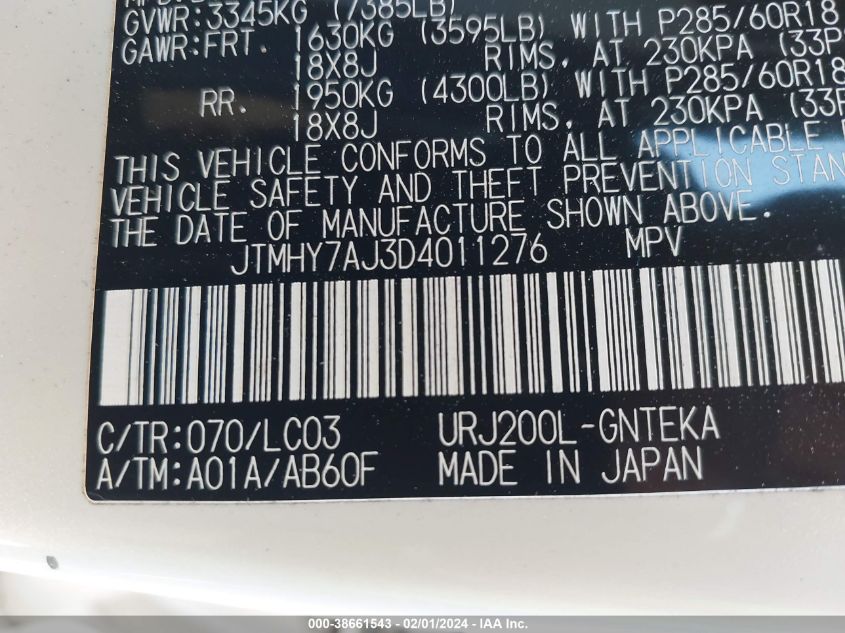 GVWR:3345KG (7385LB)
GAWR:FRT. 1630KG (3595LB) WITH P285/60R18
18X8J RIMS, AT 230KPA (33P
RR. 1950KG (4300LB) WITH P285/60R18
18X8J RIMS, AT 230KPA (33P
THIS VEHICLE CONFORMS TO ALL APPLICABLE
VEHICLE SAFETY AND THEFT PREVENTION STAN
THE DATE OF MANUFACTURE SHOWN ABOVE.
JTMHY7AJ3D4011276 MPV
C/TR:070/LC03 URJ200L-GNTEKA
A/TM:A01A/AB60F MADE IN JAPAN
000-38661543 - 02/01/2024 - IAA Inc.